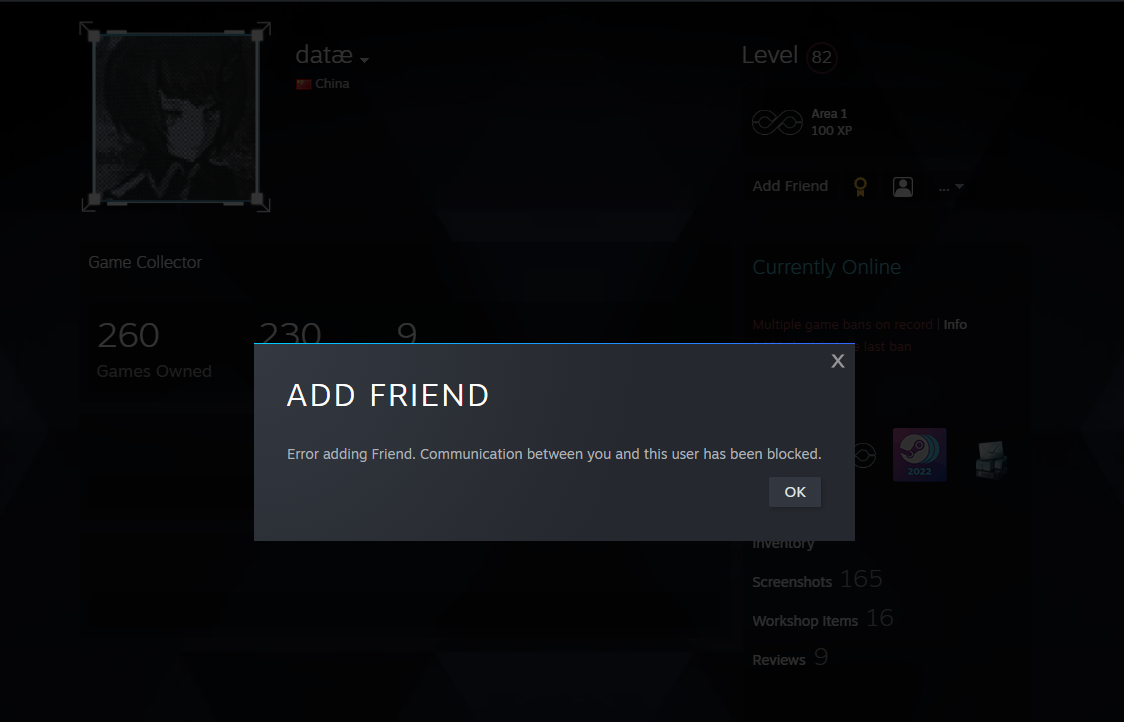 datæ
China
Level 82
Area 1
100 XP
Add Friend
...
Game Collector
260
230
9
Games Owned
Currently Online
Multiple game bans on record | Info
last ban
X
ADD FRIEND
Error adding Friend. Communication between you and this user has been blocked.
OK
2022
Inventory
Screenshots 165
Workshop Items 16
Reviews 9